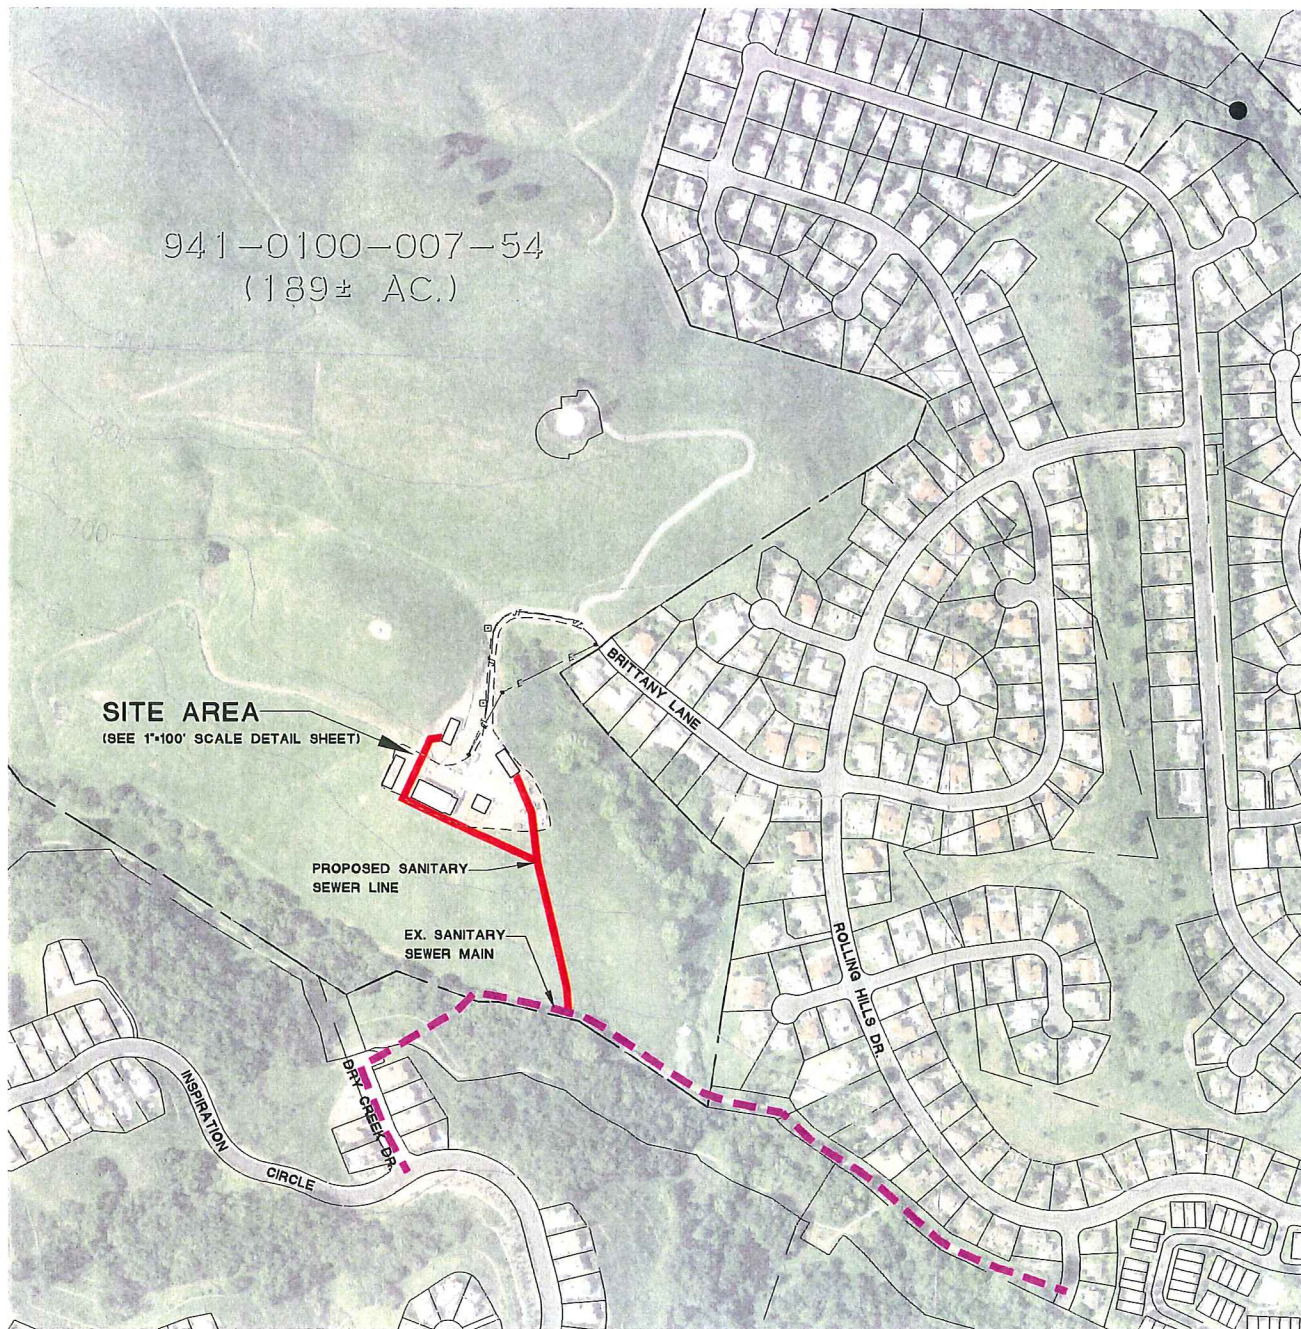 941-0100-007-54
(189± AC.)
800
700
SITE AREA
(SEE 1"=100' SCALE DETAIL SHEET)
BRITTANY LANE
PROPOSED SANITARY
SEWER LINE
EX. SANITARY
SEWER MAIN
ROLLING HILLS DR.
DRY CREEK DR.
INSPIRATION
CIRCLE